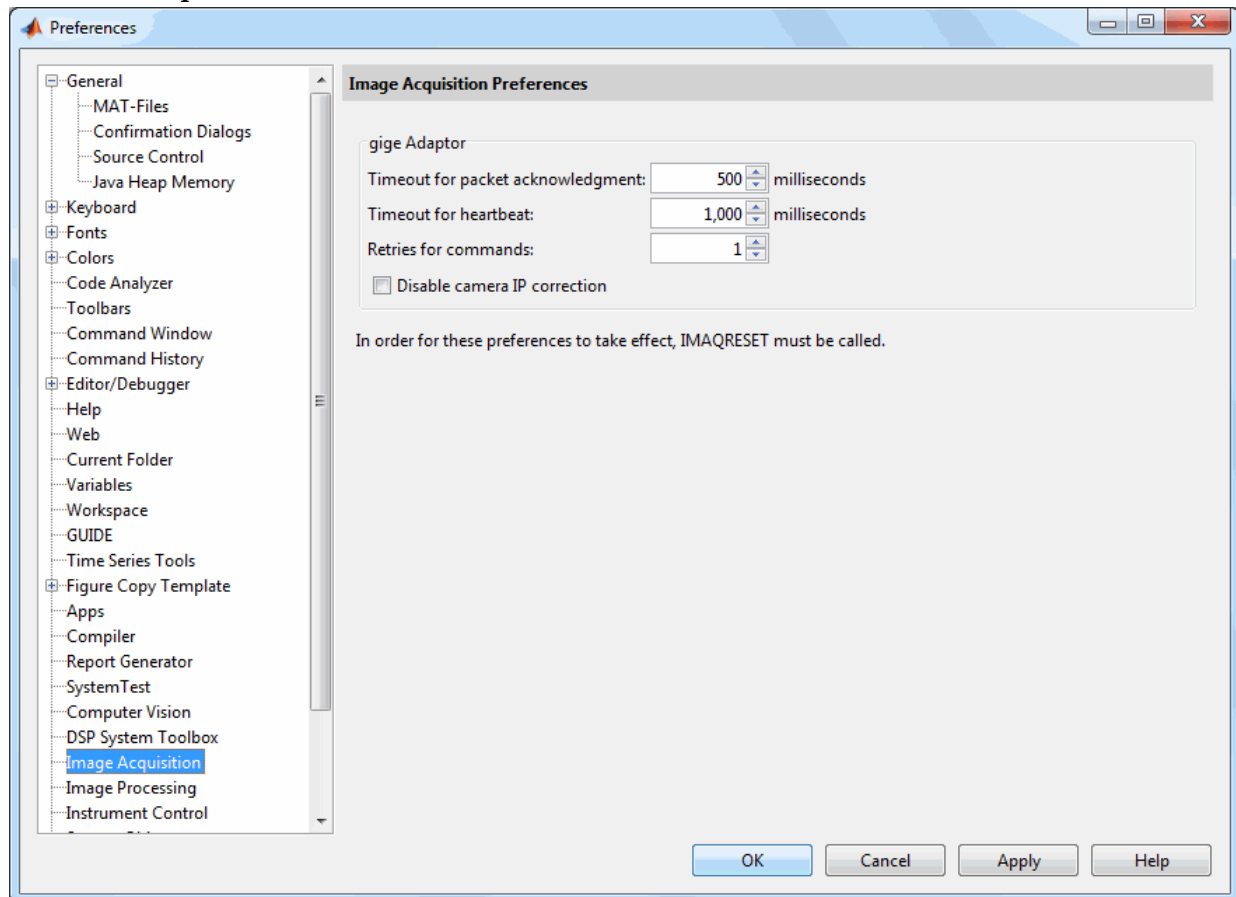 Preferences
General
MAT-Files
Confirmation Dialogs
Source Control
Java Heap Memory
Keyboard
Fonts
Colors
Code Analyzer
Toolbars
Command Window
Command History
Editor/Debugger
Help
Web
Current Folder
Variables
Workspace
GUIDE
Time Series Tools
Figure Copy Template
Apps
Compiler
Report Generator
SystemTest
Computer Vision
DSP System Toolbox
Image Acquisition
Image Processing
Instrument Control
Image Acquisition Preferences
gige Adaptor
Timeout for packet acknowledgment: 500 milliseconds
Timeout for heartbeat: 1,000 milliseconds
Retries for commands: 1
Disable camera IP correction
In order for these preferences to take effect, IMAQRESET must be called.
OK Cancel Apply Help